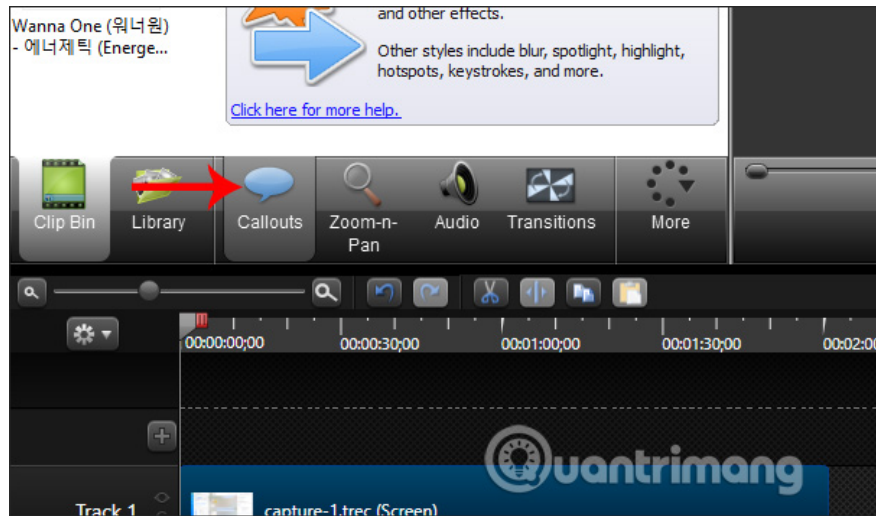 Wanna One (워너원)
- 에너제틱 (Energe...
and other effects.
Other styles include blur, spotlight, highlight,
hotspots, keystrokes, and more.
Click here for more help.
Clip Bin
Library
Callouts
Zoom-n-
Pan
Audio
Transitions
More
00:00:00;00
00:00:30;00
00:01:00;00
00:01:30;00
00:02:00
Quantrimang
Track 1
capture-1.trec (Screen)